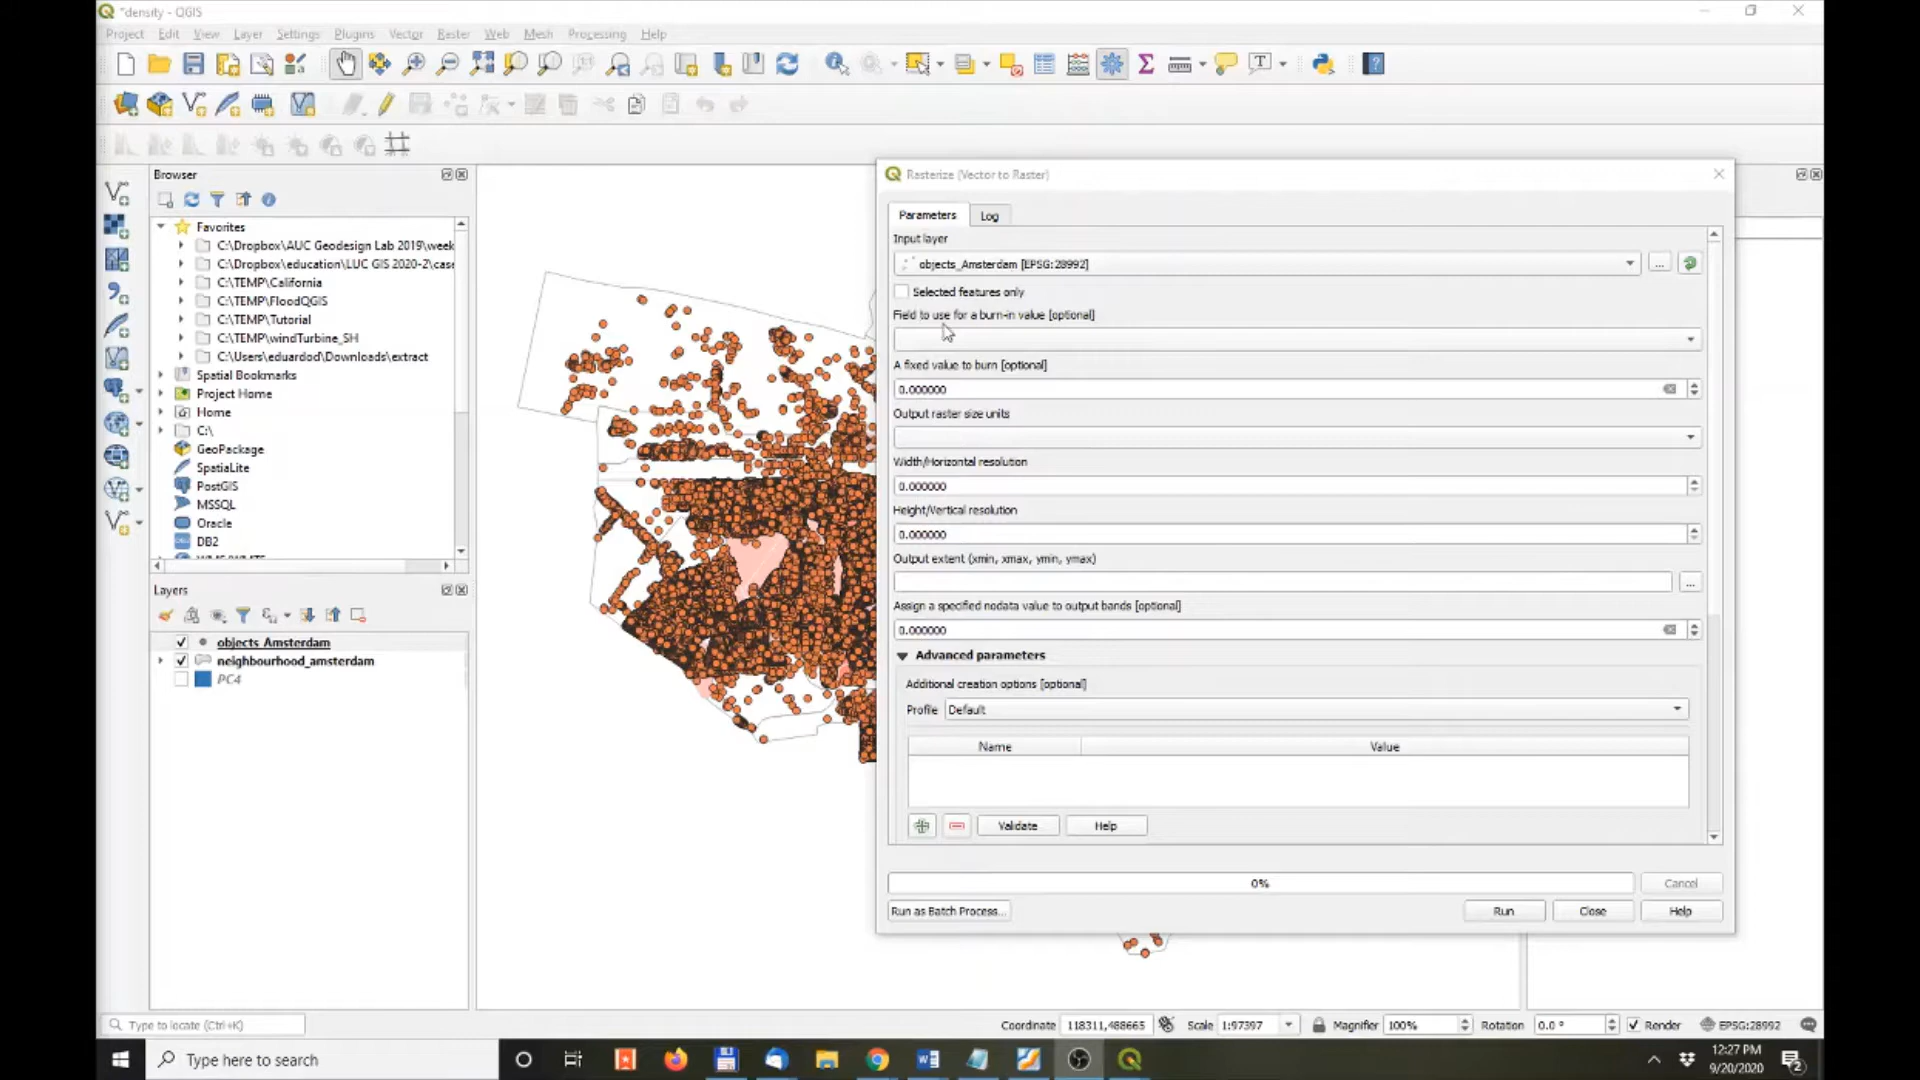 *density - QGIS
Project Edit View Layer Settings Plugins Vector Raster Web Mesh Processing Help
Browser
Favorites
C:\Dropbox\AUC Geodesign Lab 2019\week
C:\Dropbox\education\LUC GIS 2020-2\case
C:\TEMP\California
C:\TEMP\FloodQGIS
C:\TEMP\Tutorial
C:\TEMP\windTurbine_SH
C:\Users\eduardod\Downloads\extract
Spatial Bookmarks
Project Home
Home
C:\
GeoPackage
SpatiaLite
PostGIS
MSSQL
Oracle
DB2
Layers
objects_Amsterdam
neighbourhood_amsterdam
PC4
Rasterize (Vector to Raster)
Parameters Log
Input layer
objects_Amsterdam [EPSG:28992]
...
Selected features only
Field to use for a burn-in value [optional]
A fixed value to burn [optional]
0.000000
Output raster size units
Width/Horizontal resolution
0.000000
Height/Vertical resolution
0.000000
Output extent (xmin, xmax, ymin, ymax)
...
Assign a specified nodata value to output bands [optional]
0.000000
Advanced parameters
Additional creation options [optional]
Profile Default
Name Value
Validate Help
0% Cancel
Run as Batch Process... Run Close Help
Type to locate (Ctrl+K) Coordinate 118311,488665 Scale 1:97397 Magnifier 100% Rotation 0.0 ° Render EPSG:28992
Type here to search
12:27 PM
9/20/2020
2